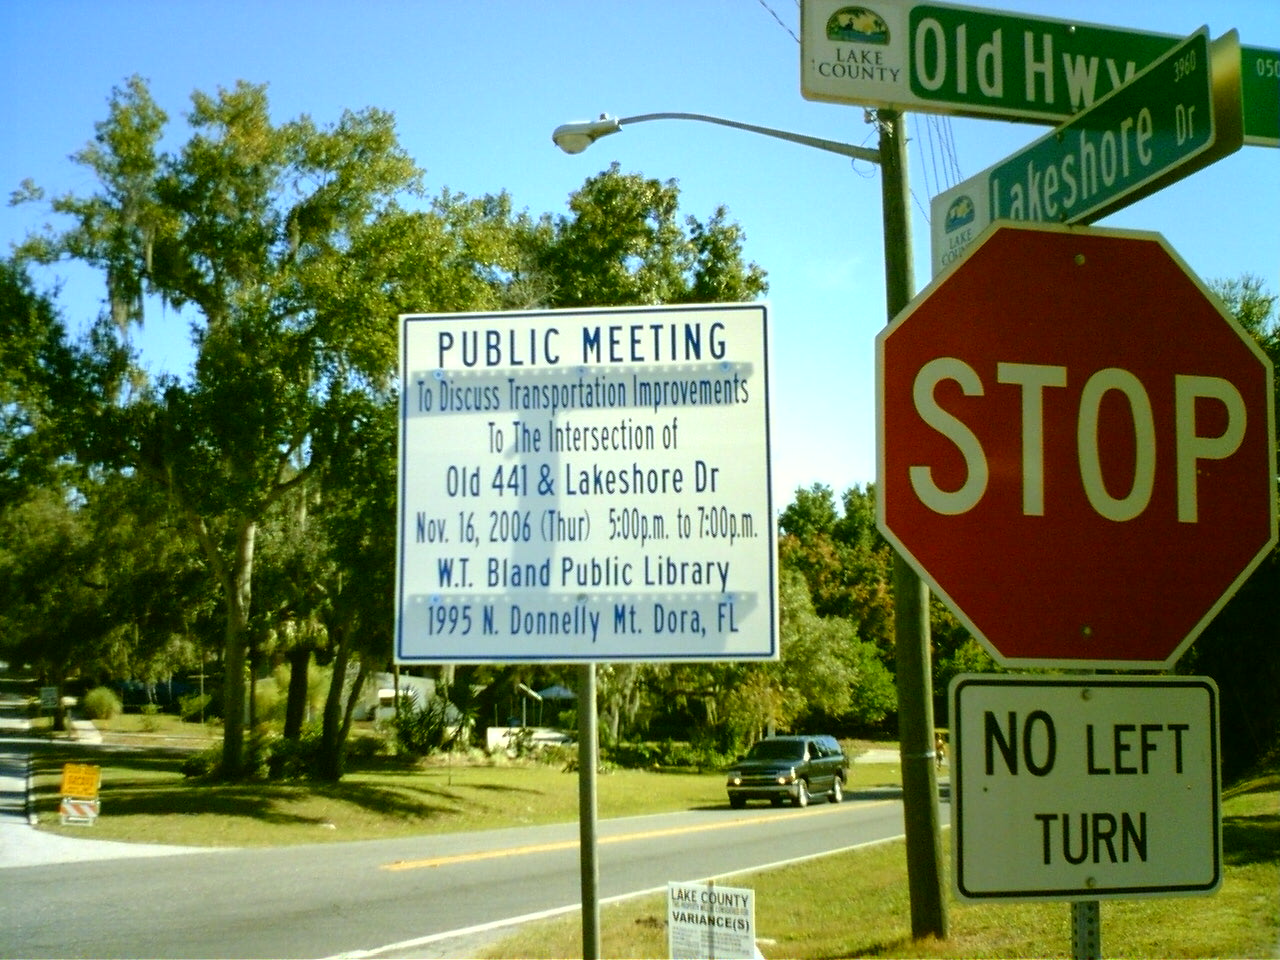 LAKE
COUNTY
Old Hwy
050
3960
Lakeshore Dr
LAKE
STOP
NO LEFT
TURN
PUBLIC MEETING
To Discuss Transportation Improvements
To The Intersection of
Old 441 & Lakeshore Dr
Nov. 16, 2006 (Thur) 5:00p.m. to 7:00p.m.
W.T. Bland Public Library
1995 N. Donnelly Mt. Dora, FL
LAKE COUNTY
VARIANCE(S)